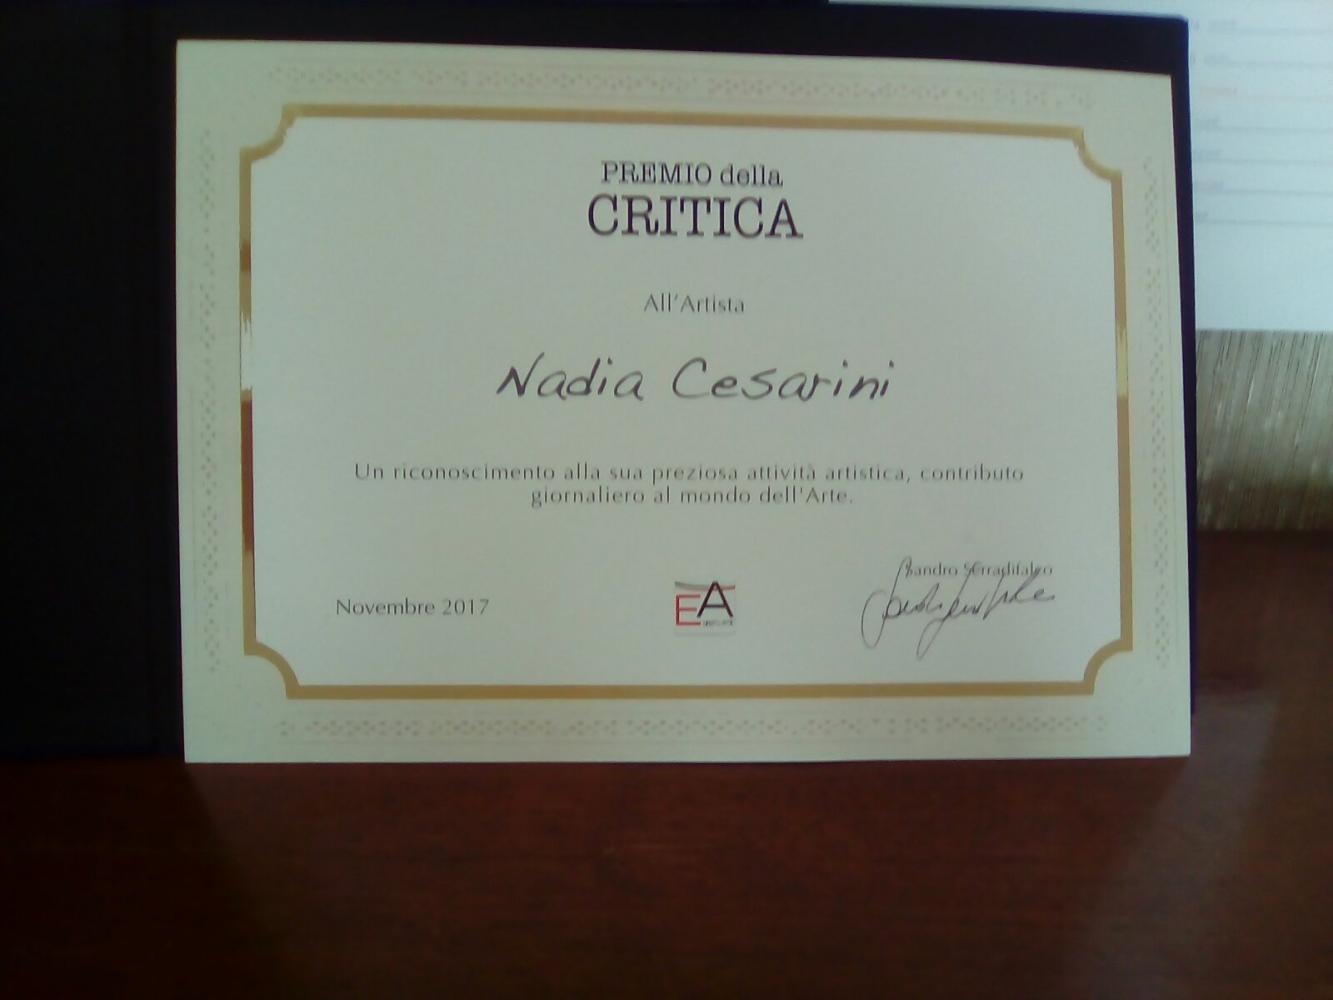 PREMIO della
CRITICA
All'Artista
Nadia Cesarini
Un riconoscimento alla sua preziosa attività artistica, contributo
giornaliero al mondo dell'Arte.
Sandro Serradifalco
Novembre 2017
EA